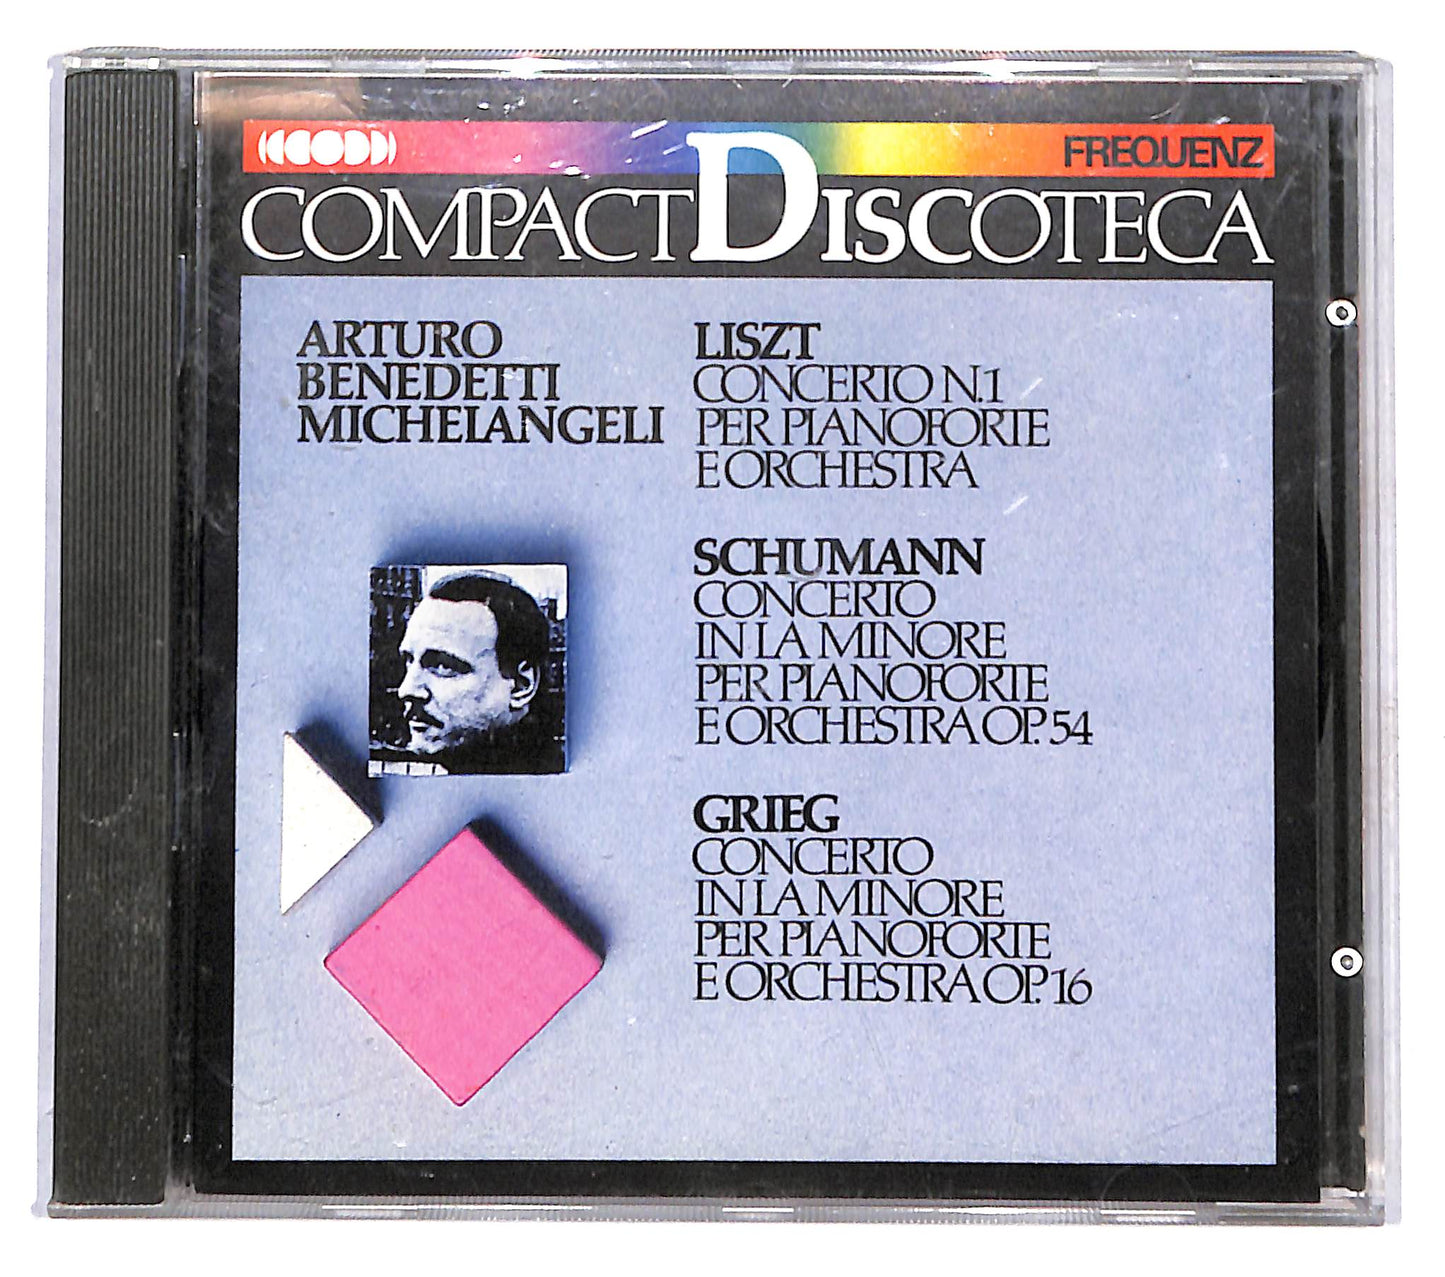 FREQUENZ
COMPACTDISCOTECA
ARTURO
BENEDETTI
MICHELANGELI
LISZT
CONCERTO N.1
PER PIANOFORTE
E ORCHESTRA
SCHUMANN
CONCERTO
IN LA MINORE
PER PIANOFORTE
E ORCHESTRA OP. 54
GRIEG
CONCERTO
IN LA MINORE
PER PIANOFORTE
E ORCHESTRA OP. 16